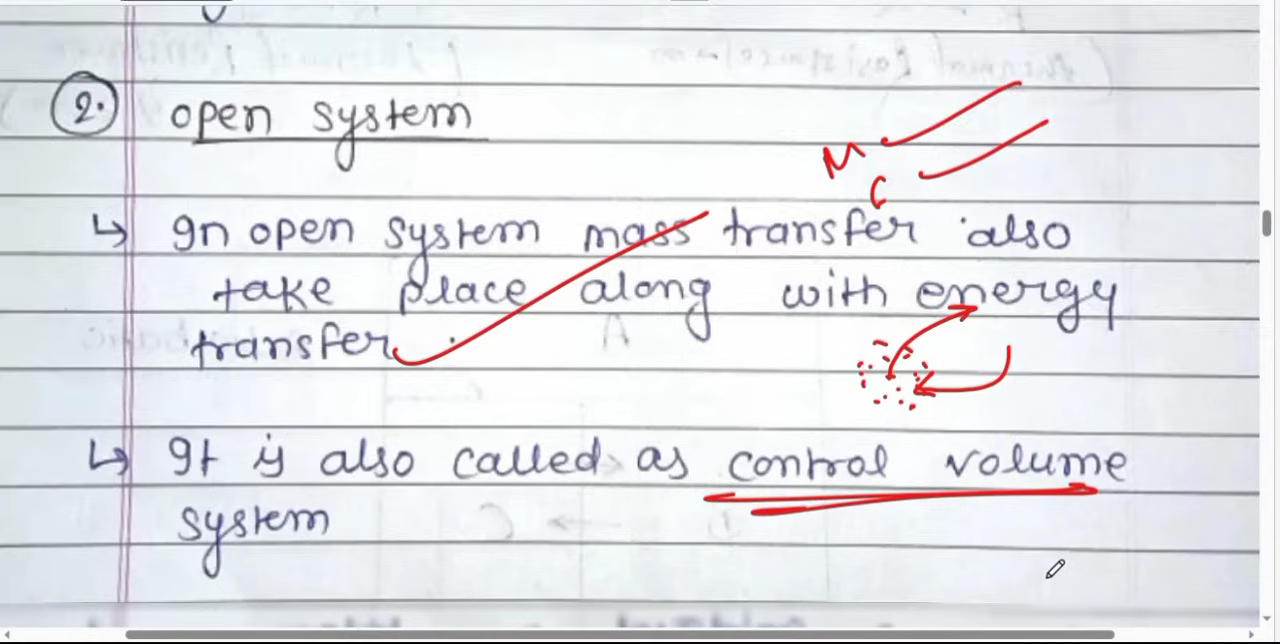 2. open system
M
E
↳ In open system mass transfer also
take place along with energy
transfer.
↳ It is also called as control volume
system